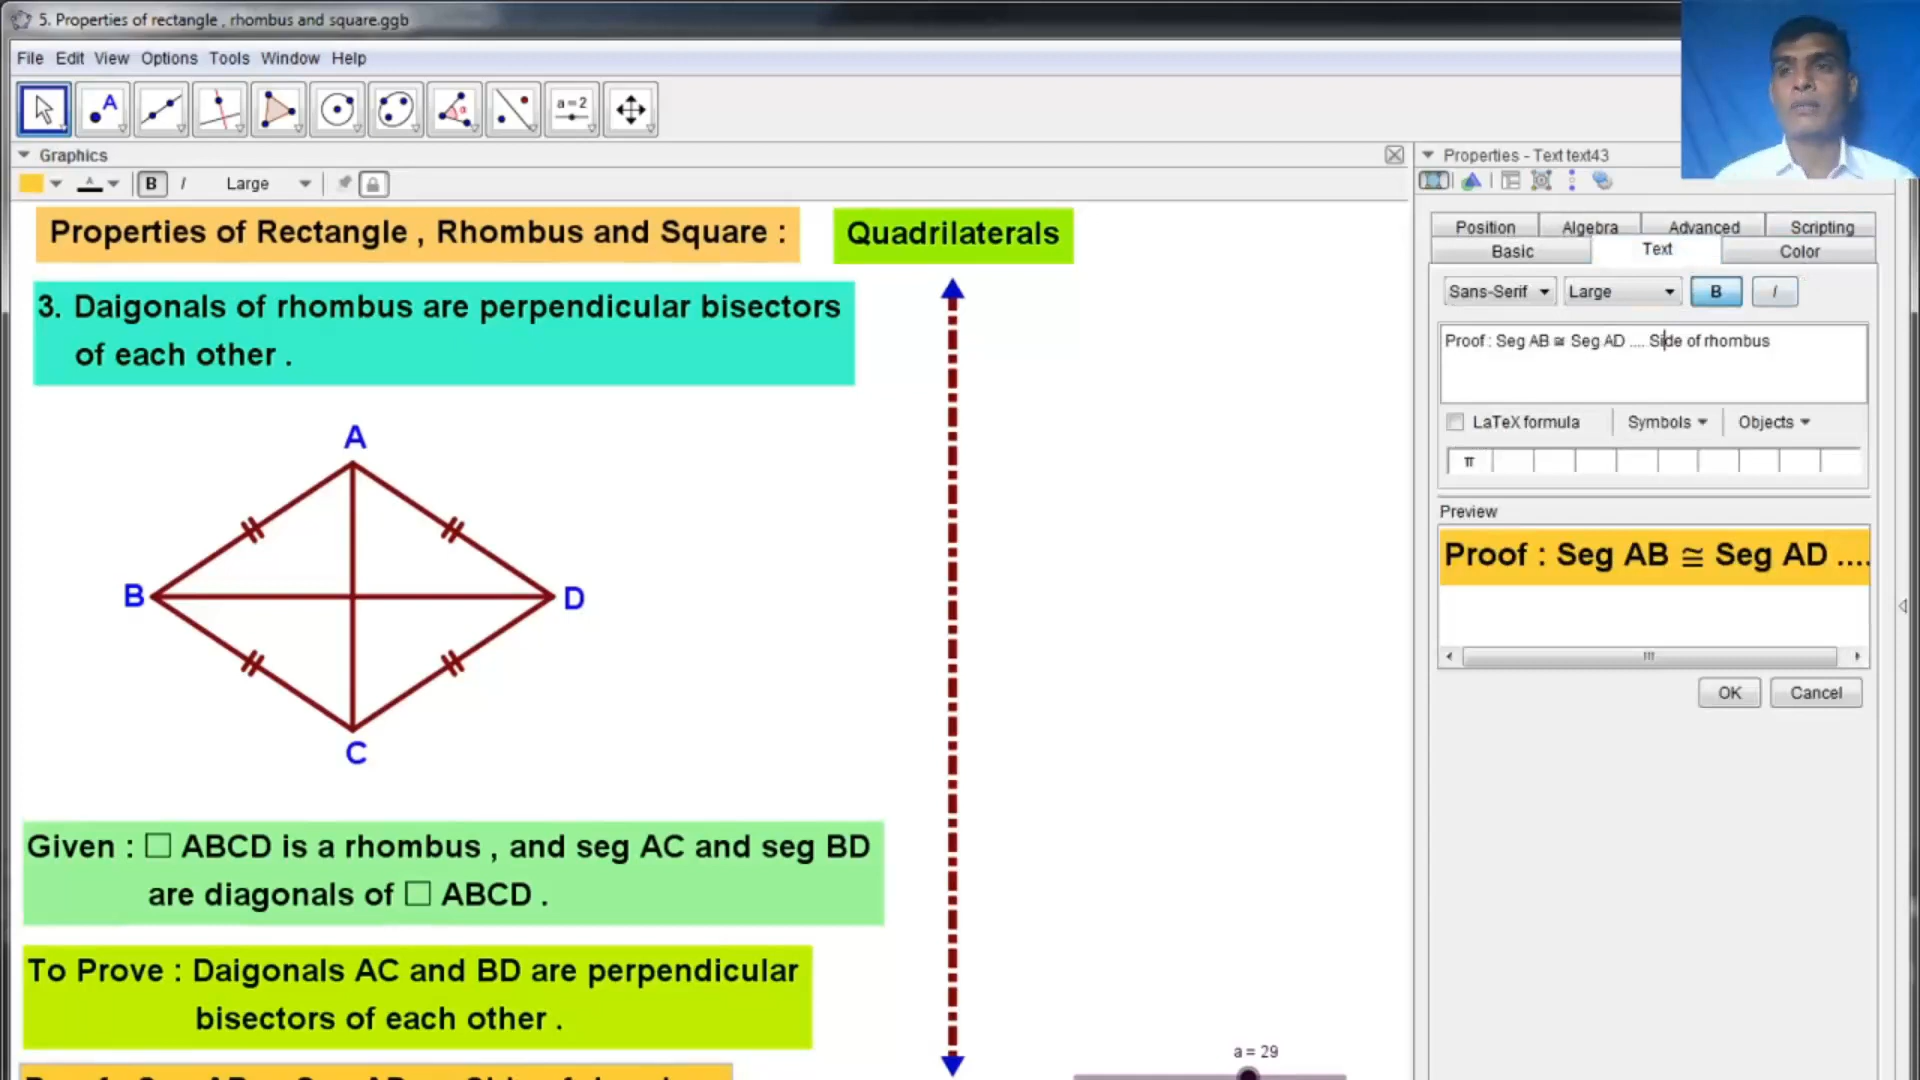 5. Properties of rectangle , rhombus and square.ggb
File Edit View Options Tools Window Help
A
a=2
Graphics
Properties - Text text43
A B I Large
Position Algebra Advanced Scripting
Basic Text Color
Sans-Serif Large B I
Proof : Seg AB ≅ Seg AD .... Side of rhombus
LaTeX formula Symbols Objects
π
Preview
Proof : Seg AB ≅ Seg AD ....
OK Cancel
Properties of Rectangle , Rhombus and Square :
Quadrilaterals
3. Daigonals of rhombus are perpendicular bisectors
of each other .
A
B
D
C
Given : □ ABCD is a rhombus , and seg AC and seg BD
are diagonals of □ ABCD .
To Prove : Daigonals AC and BD are perpendicular
bisectors of each other .
a = 29